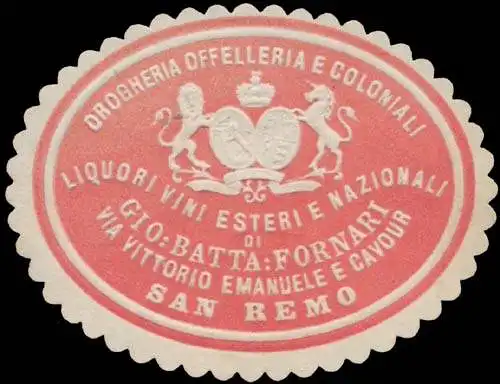 DROGHERIA OFFELLERIA E COLONIALI
LIQUORI VINI ESTERI E NAZIONALI
DI
GIO: BATTA: FORNARI
VIA VITTORIO EMANUELE E CAVOUR
SAN REMO